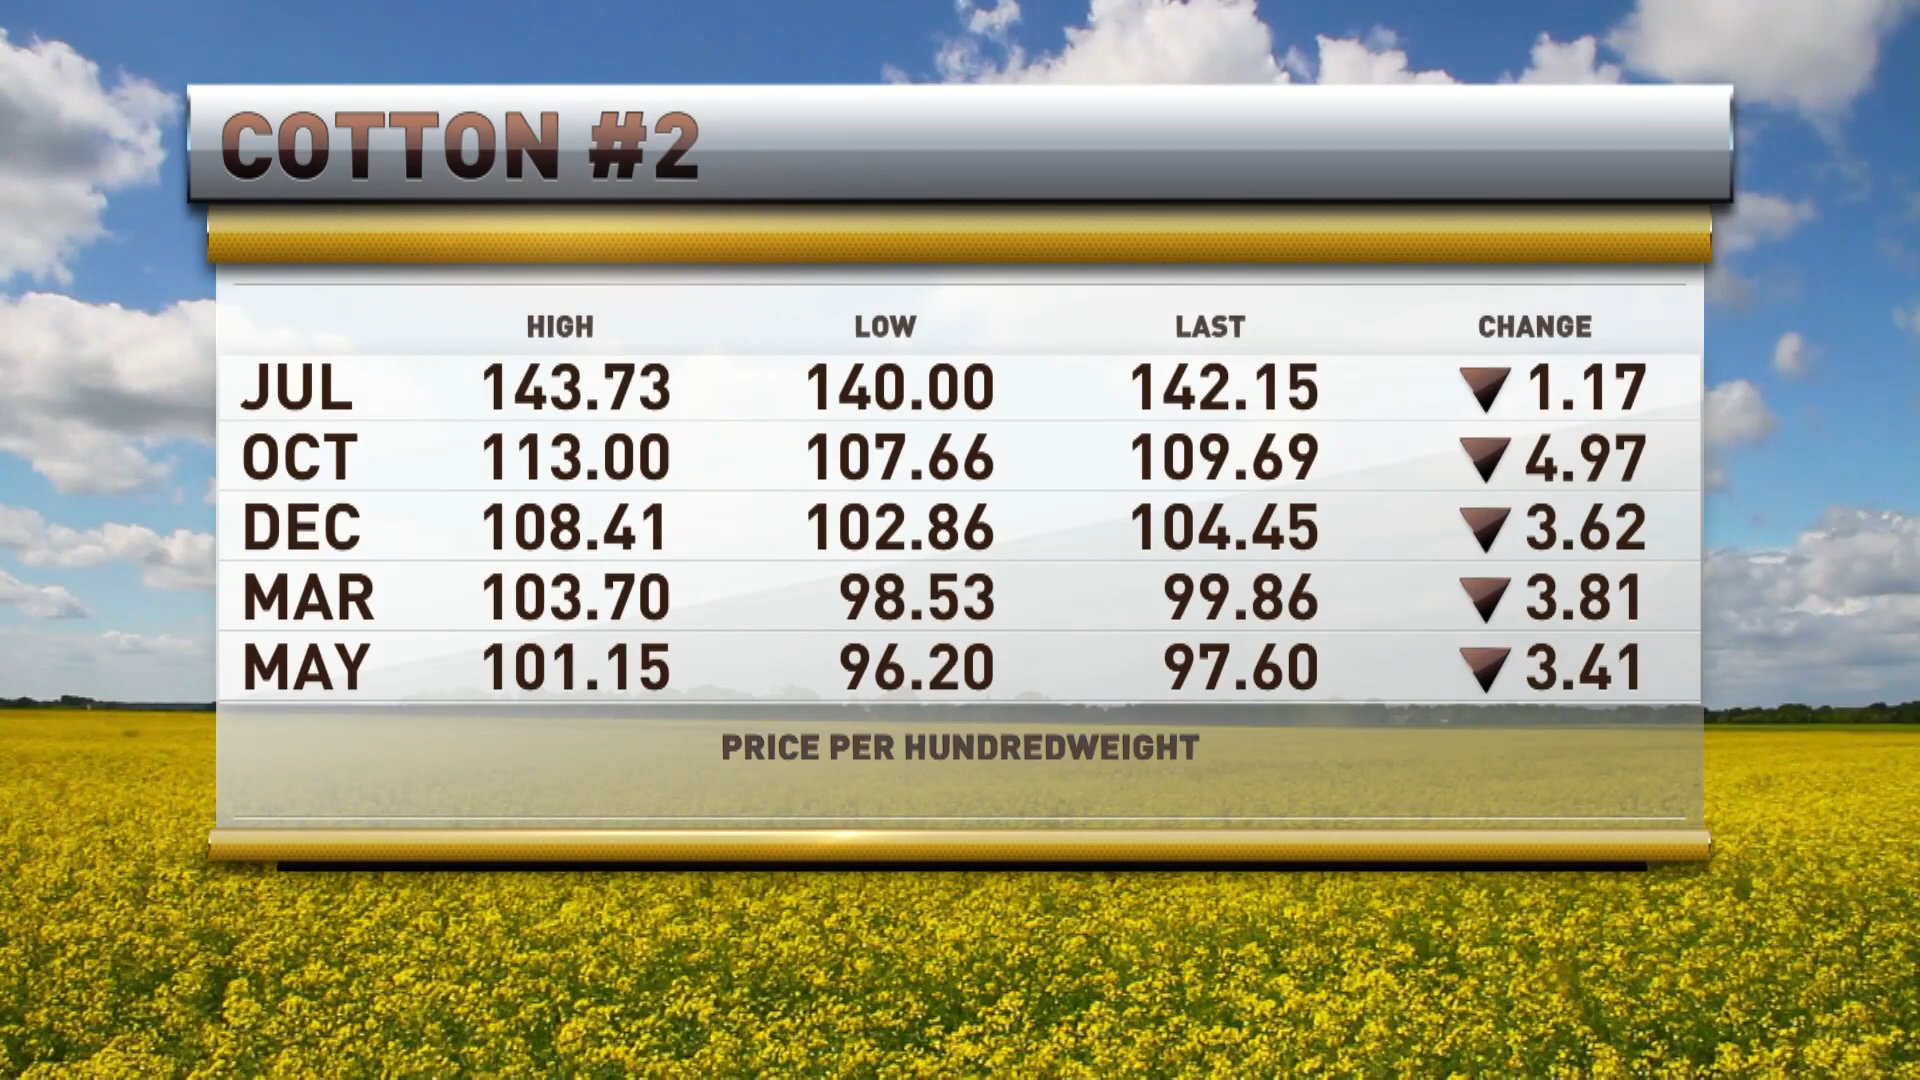 COTTON #2
HIGH LOW LAST CHANGE
JUL 143.73 140.00 142.15 ▼ 1.17
OCT 113.00 107.66 109.69 ▼ 4.97
DEC 108.41 102.86 104.45 ▼ 3.62
MAR 103.70 98.53 99.86 ▼ 3.81
MAY 101.15 96.20 97.60 ▼ 3.41
PRICE PER HUNDREDWEIGHT